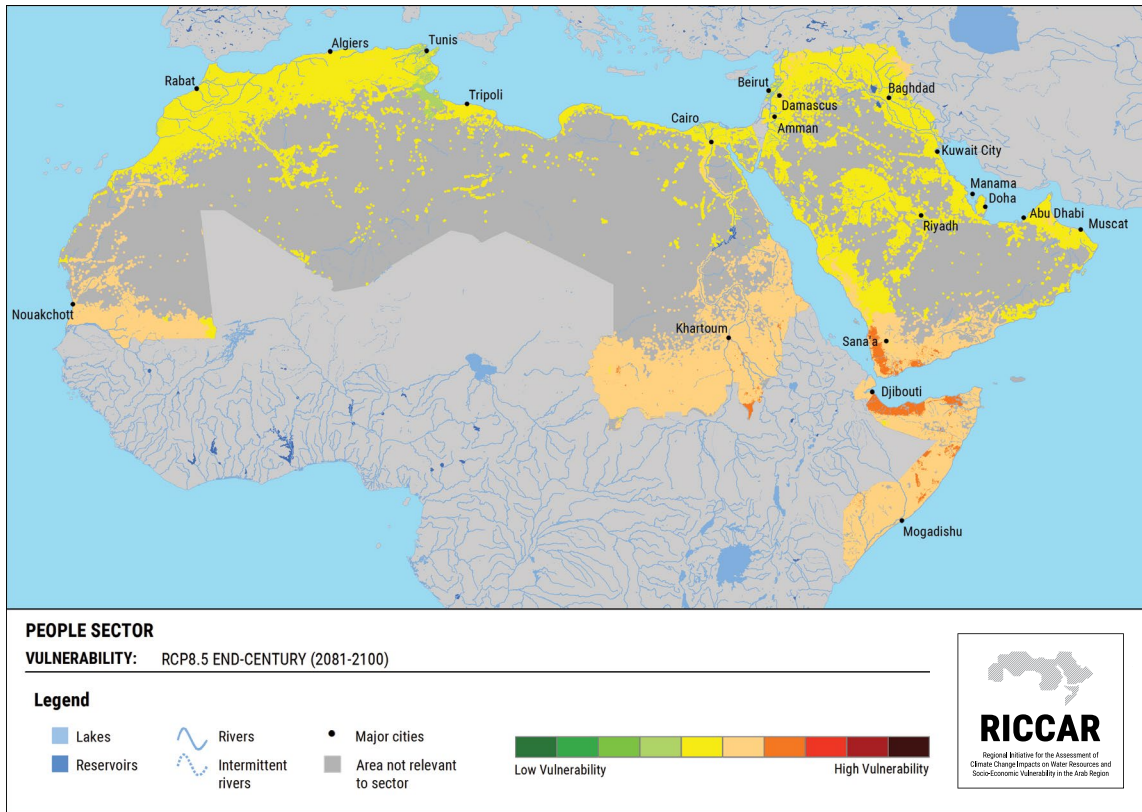 Algiers
Tunis
Rabat
Tripoli
Beirut
Damascus
Baghdad
Cairo
Amman
Kuwait City
Manama
Doha
Abu Dhabi
Muscat
Riyadh
Nouakchott
Khartoum
Sana'a
Djibouti
Mogadishu
PEOPLE SECTOR
VULNERABILITY: RCP8.5 END-CENTURY (2081-2100)
Legend
Lakes
Rivers
Major cities
Reservoirs
Intermittent
rivers
Area not relevant
to sector
Low Vulnerability
High Vulnerability
RICCAR
Regional Initiative for the Assessment of
Climate Change Impacts on Water Resources and
Socio-Economic Vulnerability in the Arab Region